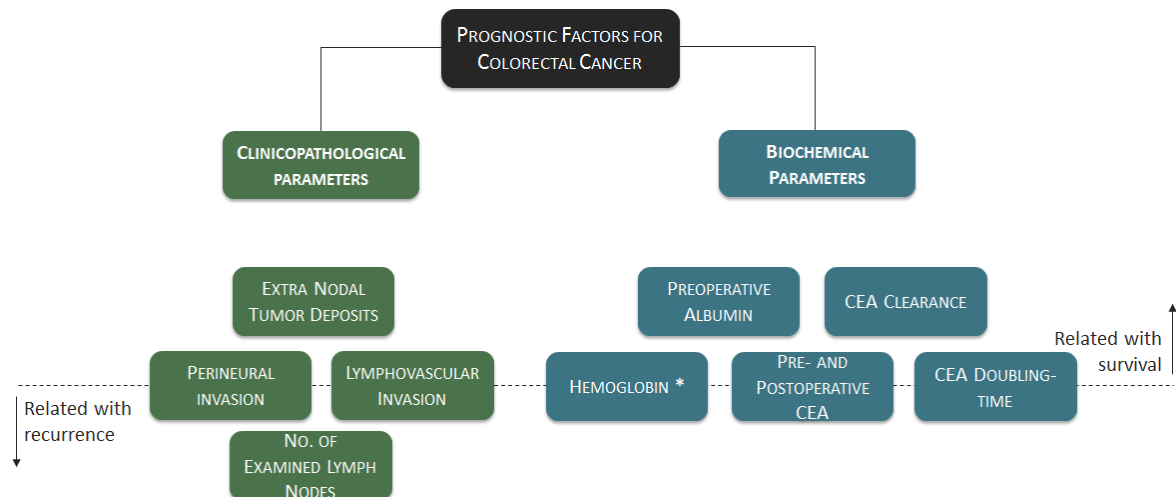 Prognostic Factors for
Colorectal Cancer
Clinicopathological
parameters
Biochemical
Parameters
Extra Nodal
Tumor Deposits
Preoperative
Albumin
CEA Clearance
Related with
survival
Perineural
invasion
Lymphovascular
Invasion
Hemoglobin *
Pre- and
Postoperative
CEA
CEA Doubling-
time
Related with
recurrence
No. of
Examined Lymph
Nodes